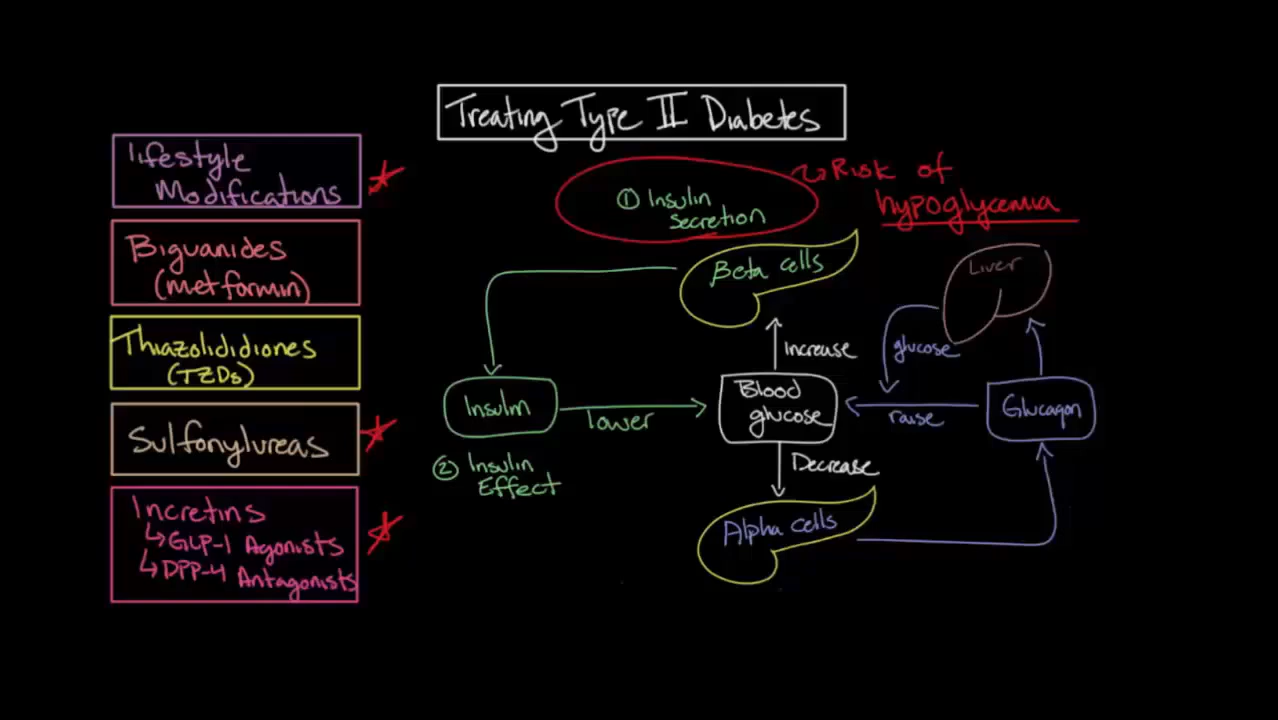 Treating Type II Diabetes
lifestyle
Modifications
Biguanides
(metformin)
Thiazolididiones
(TZDs)
Sulfonylureas
Incretins
GLP-1 Agonists
DPP-4 Antagonists
① Insulin
Secretion
Risk of
hypoglycemia
Beta cells
Liver
increase
glucose
Insulin
lower
Blood
glucose
raise
Glucagon
② Insulin
Effect
Decrease
Alpha cells